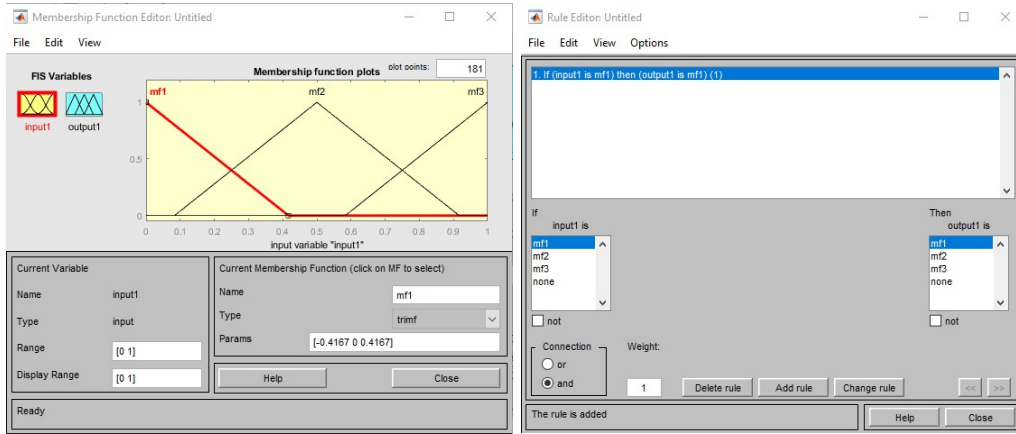 Membership Function Editor: Untitled
File Edit View
FIS Variables
input1 output1
Membership function plots
plot points:
181
mf1 mf2 mf3
1
0.5
0
0 0.1 0.2 0.3 0.4 0.5 0.6 0.7 0.8 0.9 1
input variable "input1"
Current Variable
Name input1
Type input
Range [0 1]
Display Range [0 1]
Current Membership Function (click on MF to select)
Name mf1
Type trimf
Params [-0.4167 0 0.4167]
Help Close
Ready
Rule Editor: Untitled
File Edit View Options
1. If (input1 is mf1) then (output1 is mf1) (1)
If
input1 is
mf1
mf2
mf3
none
not
Then
output1 is
mf1
mf2
mf3
none
not
Connection
or
and
Weight:
1
Delete rule Add rule Change rule << >>
The rule is added
Help Close